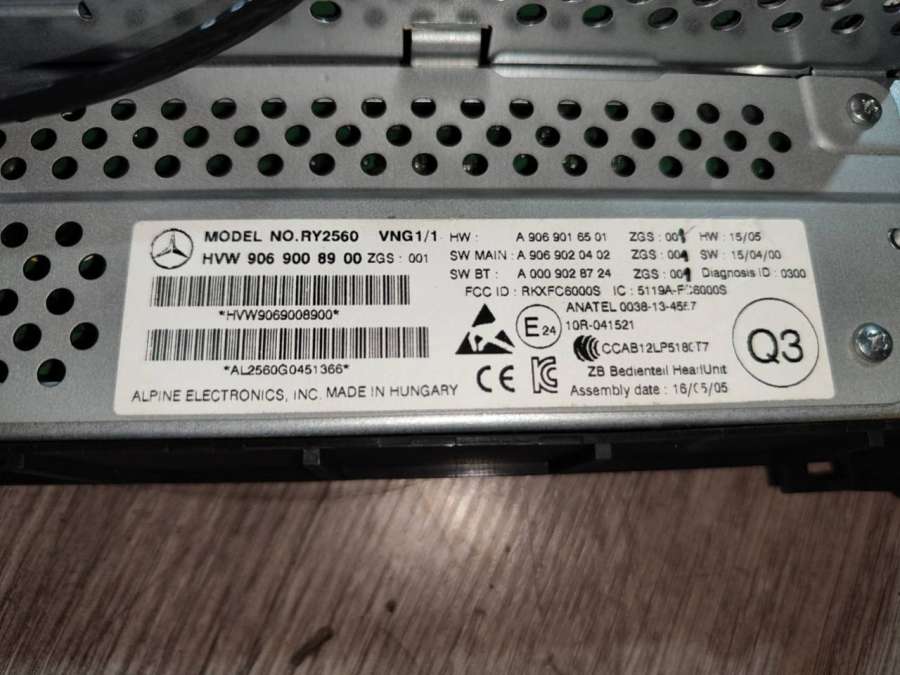 MODEL NO.RY2560 VNG1/1
HVW 906 900 89 00 ZGS : 001
*HVW9069008900*
*AL2560G0451366*
ALPINE ELECTRONICS, INC. MADE IN HUNGARY
HW : A 906 901 65 01 ZGS : 001 HW : 15/05
SW MAIN : A 906 902 04 02 ZGS : 001 SW : 15/04/00
SW BT : A 000 902 87 24 ZGS : 001 Diagnosis ID : 0300
FCC ID : RKXFC6000S IC : 5119A-FC6000S
ANATEL 0038-13-
E24
10R-041521
CE
ZB Bedienteil HeadUnit
Assembly date : 16/05/05
Q3